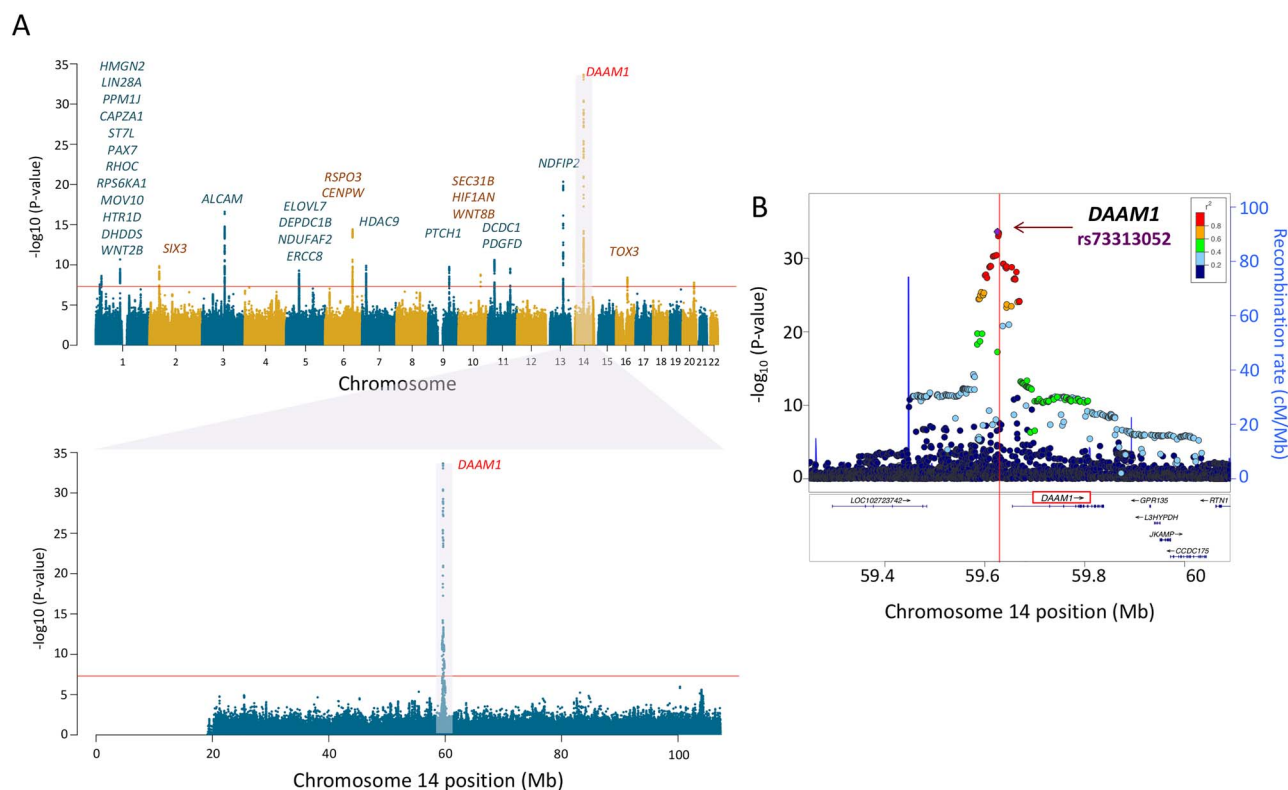 A
HMGN2
LIN28A
PPM1J
CAPZA1
ST7L
PAX7
RHOC
RPS6KA1
MOV10
HTR1D
DHDDS
WNT2B
SIX3
ALCAM
ELOVL7
DEPDC1B
NDUFAF2
ERCC8
RSPO3
CENPW
HDAC9
PTCH1
SEC31B
HIF1AN
WNT8B
DCDC1
PDGFD
NDFIP2
DAAM1
TOX3
-log10 (P-value)
35
30
25
20
15
10
5
0
1 2 3 4 5 6 7 8 9 10 11 12 13 14 15 16 17 18 19 20 21 22
Chromosome
DAAM1
-log10 (P-value)
35
30
25
20
15
10
5
0
0 20 40 60 80 100
Chromosome 14 position (Mb)
B
DAAM1
rs73313052
r²
0.8
0.6
0.4
0.2
-log₁₀ (P-value)
30
20
10
0
100
80
60
40
20
0
Recombination rate (cM/Mb)
LOC102723742→
DAAM1→
←GPR135
←RTN1
←L3HYPDH
JKAMP→
←CCDC175
59.4 59.6 59.8 60
Chromosome 14 position (Mb)